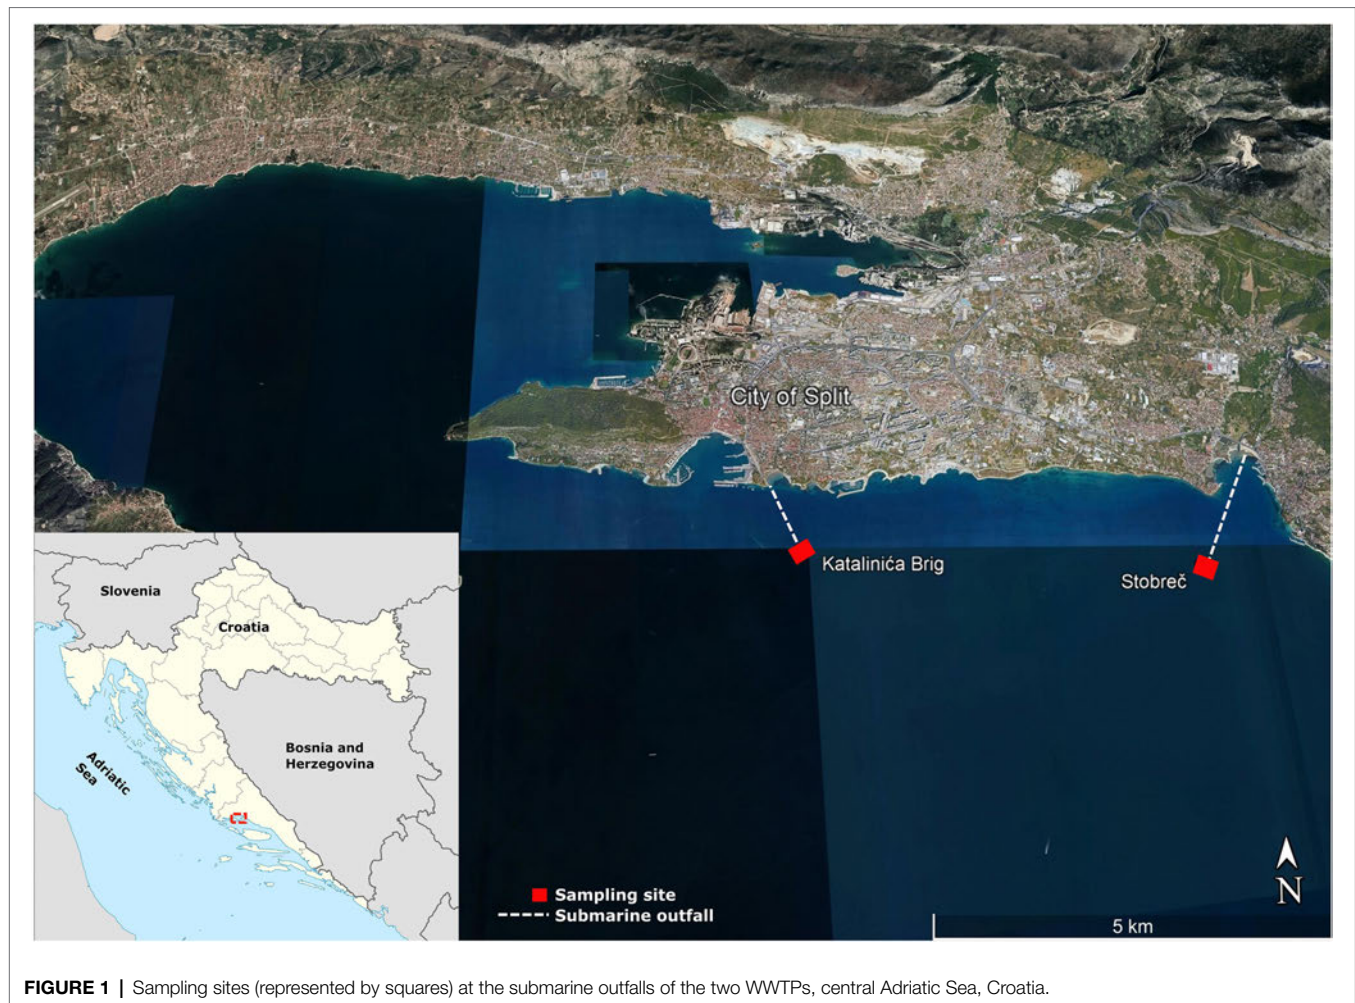 City of Split
Katalinića Brig
Stobreč
Slovenia
Croatia
Bosnia and
Herzegovina
Adriatic
Sea
Sampling site
Submarine outfall
N
5 km
FIGURE 1 | Sampling sites (represented by squares) at the submarine outfalls of the two WWTPs, central Adriatic Sea, Croatia.